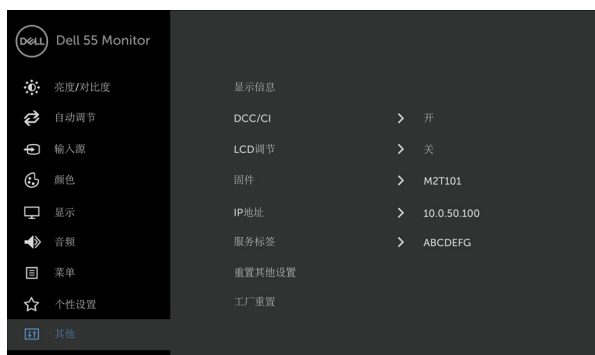 DELL Dell 55 Monitor
亮度/对比度
显示信息
自动调节
DCC/CI
开
输入源
LCD调节
关
颜色
固件
M2T101
显示
IP地址
10.0.50.100
音频
服务标签
ABCDEFG
菜单
重置其他设置
个性设置
工厂重置
其他